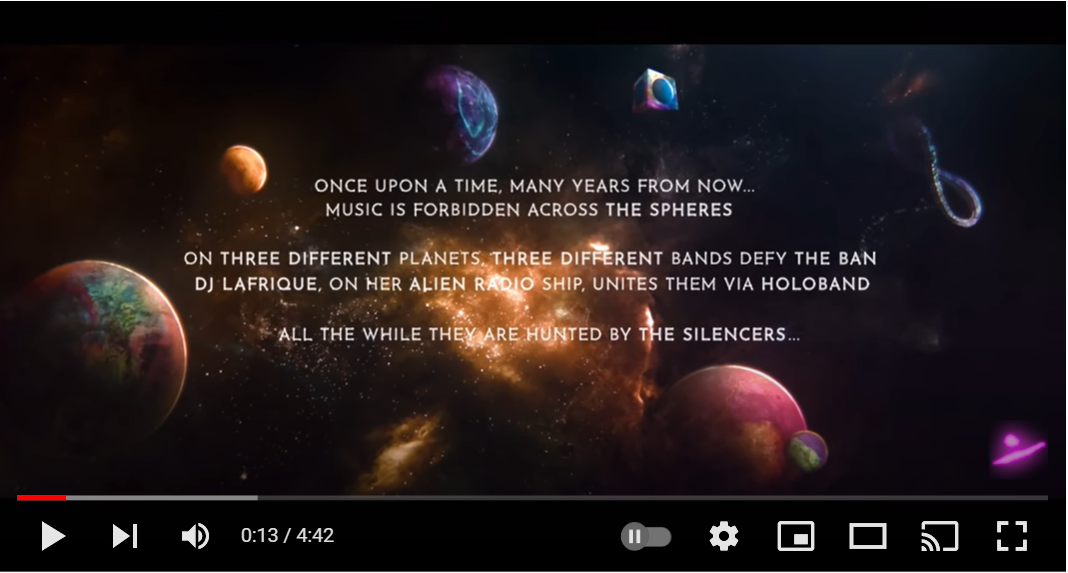 ONCE UPON A TIME, MANY YEARS FROM NOW...
MUSIC IS FORBIDDEN ACROSS THE SPHERES
ON THREE DIFFERENT PLANETS, THREE DIFFERENT BANDS DEFY THE BAN
DJ LAFRIQUE, ON HER ALIEN RADIO SHIP, UNITES THEM VIA HOLOBAND
ALL THE WHILE THEY ARE HUNTED BY THE SILENCERS...
0:13 / 4:42